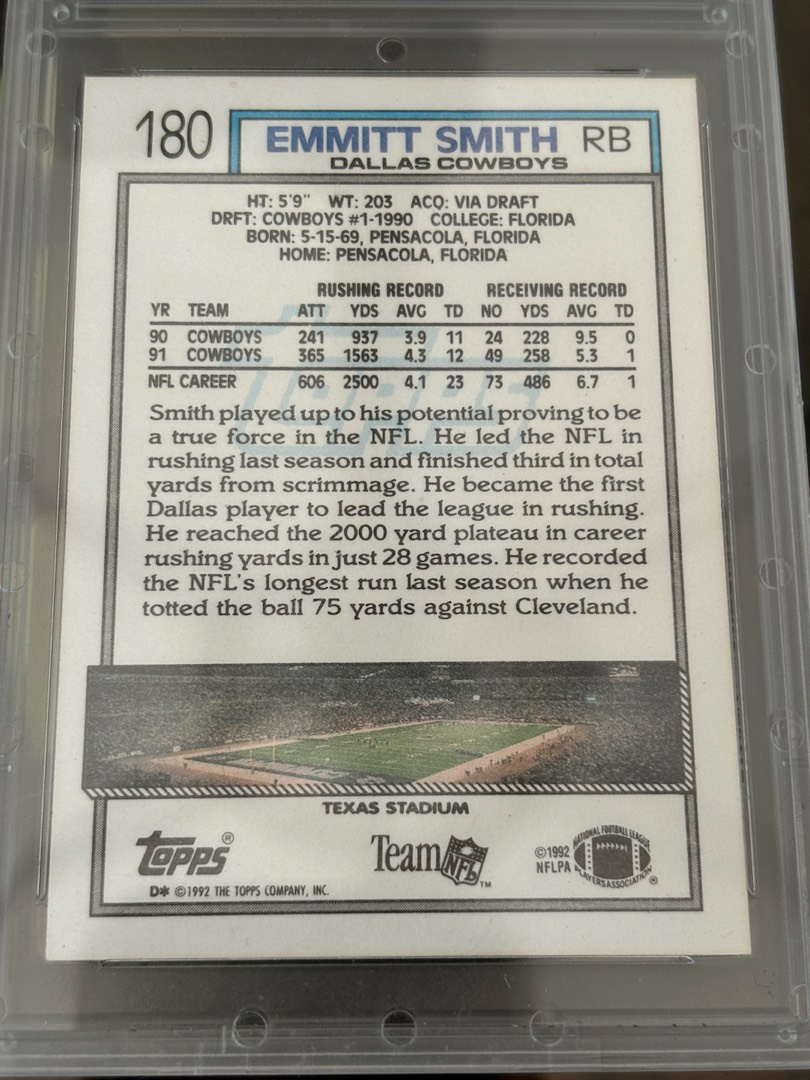 180 EMMITT SMITH RB
DALLAS COWBOYS
HT: 5'9" WT: 203 ACQ: VIA DRAFT
DRFT: COWBOYS #1-1990 COLLEGE: FLORIDA
BORN: 5-15-69, PENSACOLA, FLORIDA
HOME: PENSACOLA, FLORIDA
RUSHING RECORD RECEIVING RECORD
YR TEAM ATT YDS AVG TD NO YDS AVG TD
90 COWBOYS 241 937 3.9 11 24 228 9.5 0
91 COWBOYS 365 1563 4.3 12 49 258 5.3 1
NFL CAREER 606 2500 4.1 23 73 486 6.7 1
TOPPS
Smith played up to his potential proving to be
a true force in the NFL. He led the NFL in
rushing last season and finished third in total
yards from scrimmage. He became the first
Dallas player to lead the league in rushing.
He reached the 2000 yard plateau in career
rushing yards in just 28 games. He recorded
the NFL's longest run last season when he
totted the ball 75 yards against Cleveland.
TEXAS STADIUM
Topps®
D* ©1992 THE TOPPS COMPANY, INC.
Team NFL™
©1992
NFLPA
NATIONAL FOOTBALL LEAGUE
PLAYERS ASSOCIATION®